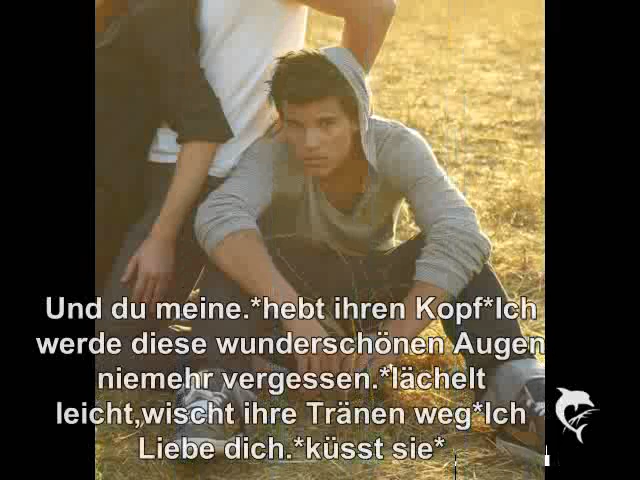 Und du meine.*hebt ihren Kopf*Ich
werde diese wunderschönen Augen
niemehr vergessen.*lächelt
leicht,wischt ihre Tränen weg*Ich
Liebe dich.*küsst sie*